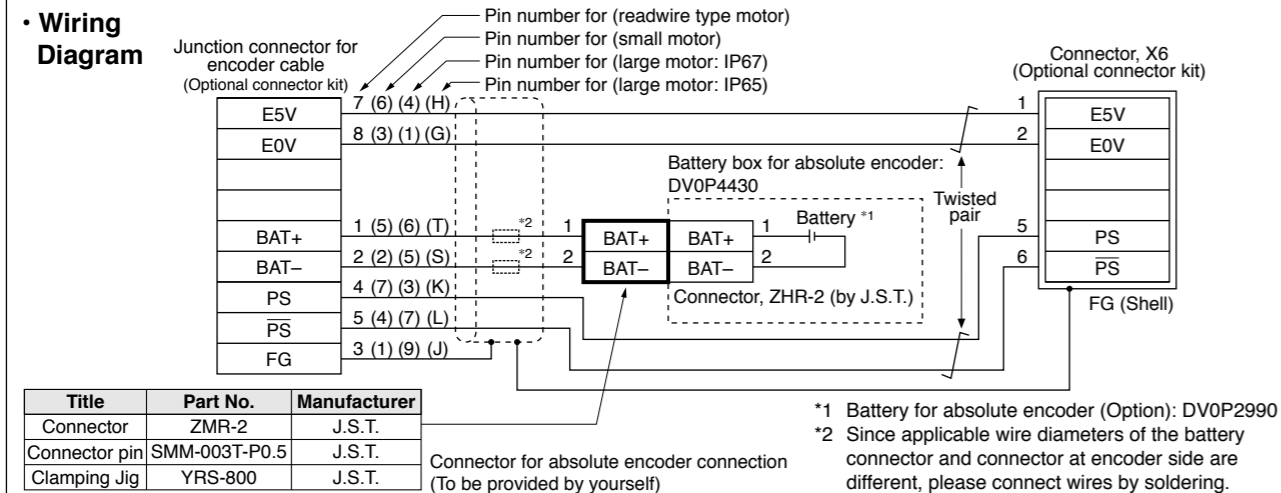 ・Wiring
Diagram
Pin number for (readwire type motor)
Pin number for (small motor)
Pin number for (large motor: IP67)
Pin number for (large motor: IP65)
Junction connector for
encoder cable
(Optional connector kit)
Connector, X6
(Optional connector kit)
E5V 7 (6) (4) (H) 1 E5V
E0V 8 (3) (1) (G) 2 E0V
Battery box for absolute encoder:
DV0P4430
Twisted
pair
BAT+ 1 (5) (6) (T) *2 1 BAT+ BAT+ 1 Battery *1
BAT– 2 (2) (5) (S) *2 2 BAT– BAT– 2
5 PS
6 P̅S̅
Connector, ZHR-2 (by J.S.T.)
PS 4 (7) (3) (K)
P̅S̅ 5 (4) (7) (L)
FG 3 (1) (9) (J)
FG (Shell)
Title Part No. Manufacturer
Connector ZMR-2 J.S.T.
Connector pin SMM-003T-P0.5 J.S.T.
Clamping Jig YRS-800 J.S.T.
Connector for absolute encoder connection
(To be provided by yourself)
*1 Battery for absolute encoder (Option): DV0P2990
*2 Since applicable wire diameters of the battery
connector and connector at encoder side are
different, please connect wires by soldering.